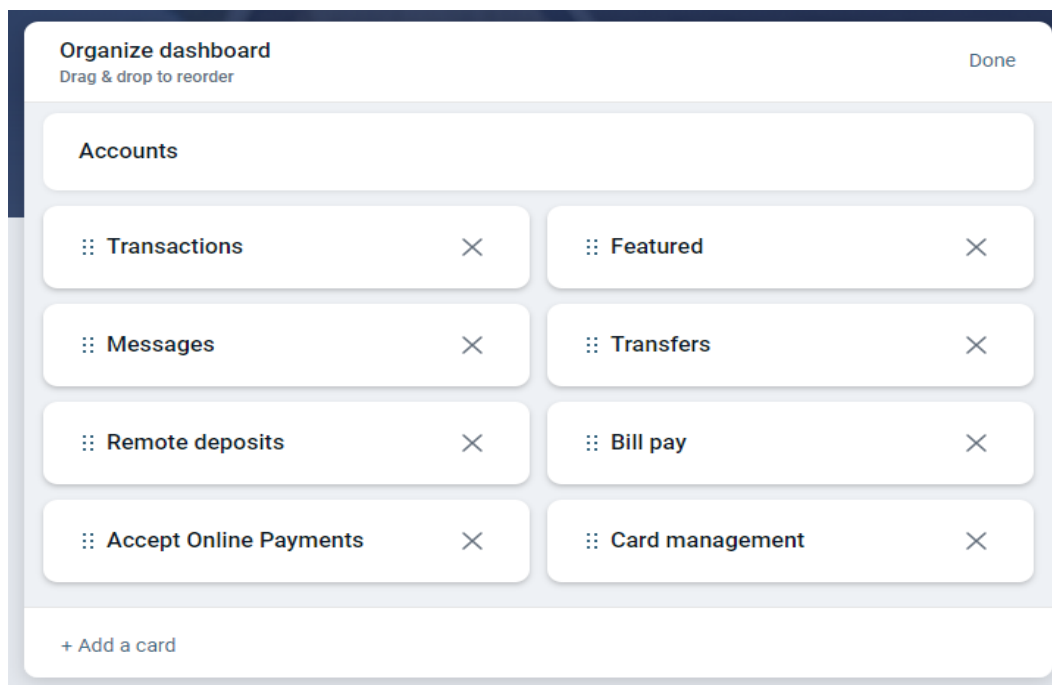 Organize dashboard
Drag & drop to reorder
Done
Accounts
Transactions
Featured
Messages
Transfers
Remote deposits
Bill pay
Accept Online Payments
Card management
+ Add a card